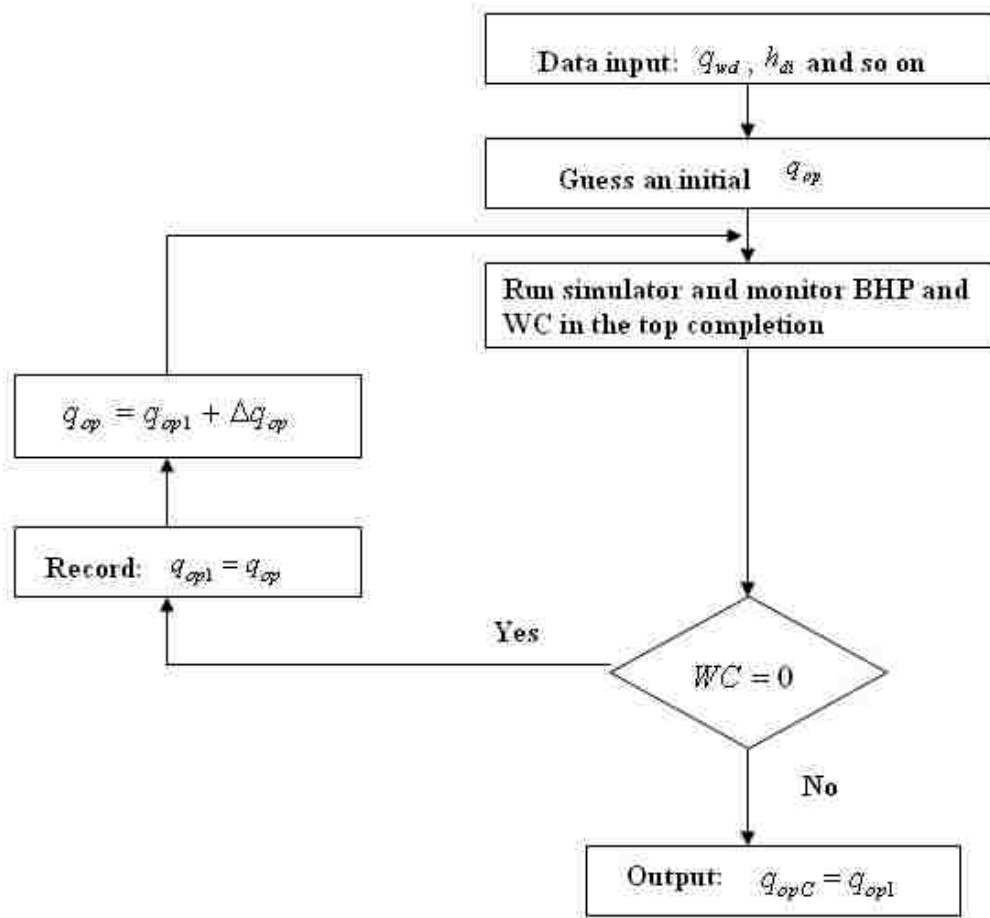 Data input: q_wd , h_di and so on
Guess an initial q_op
Run simulator and monitor BHP and
WC in the top completion
q_op = q_op1 + Δq_op
Record: q_op1 = q_op
Yes
WC = 0
No
Output: q_opC = q_op1